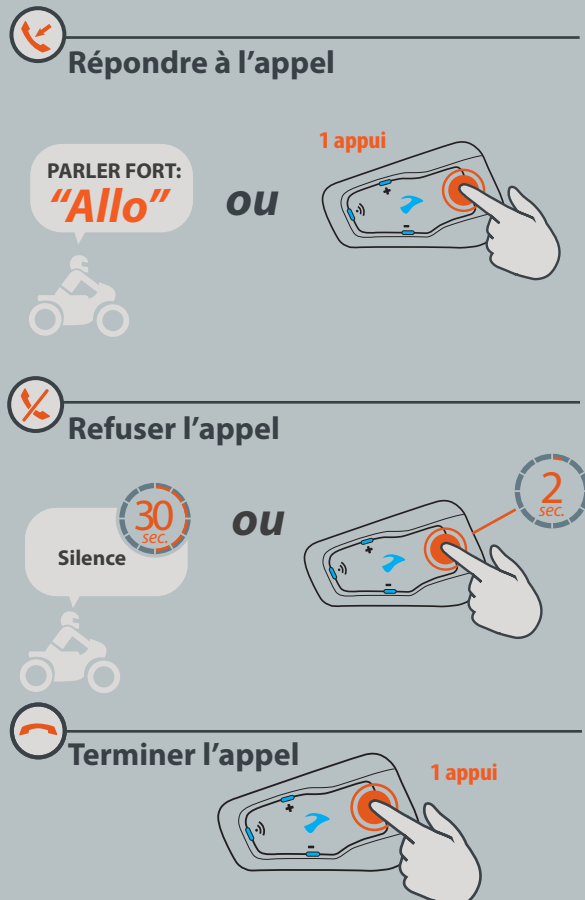 Répondre à l'appel
1 appui
PARLER FORT:
“Allo”
ou
+
-
Refuser l'appel
30
sec.
Silence
ou
2
sec.
+
-
Terminer l'appel
1 appui
+
-